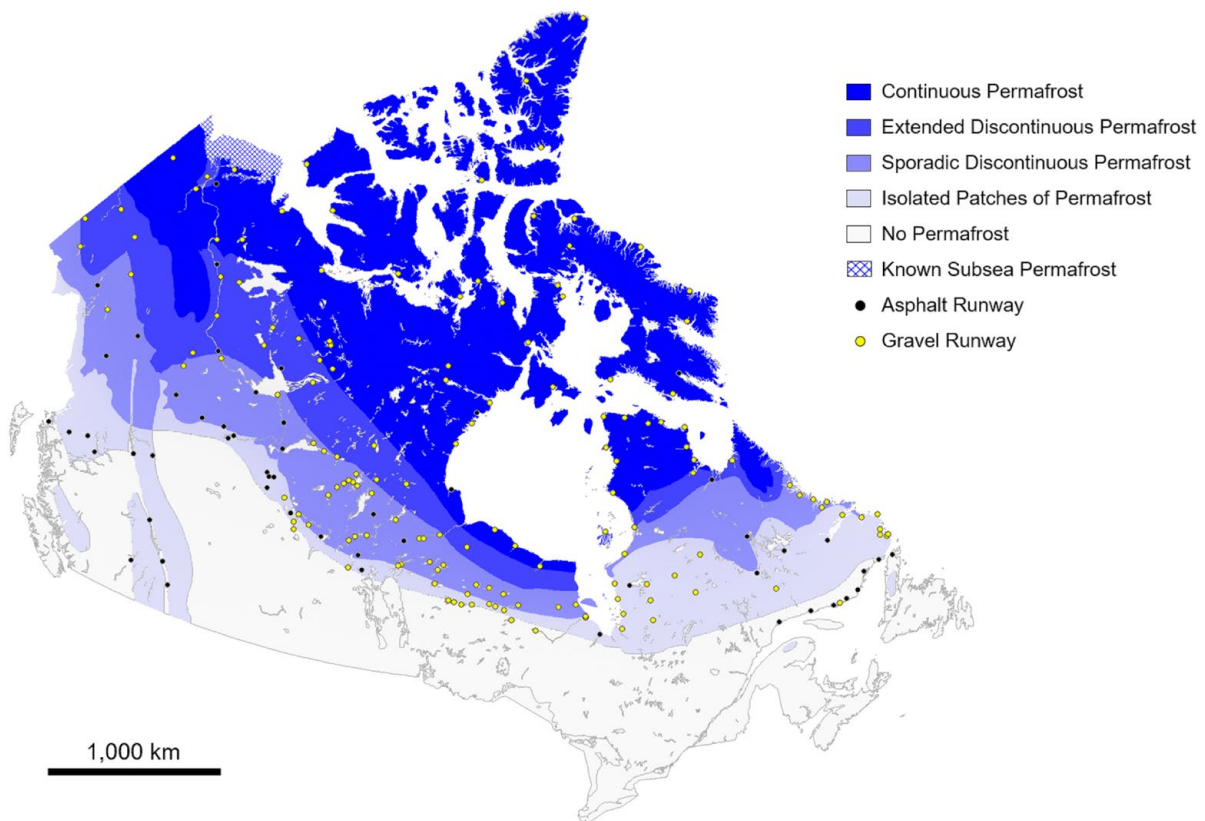 Continuous Permafrost
Extended Discontinuous Permafrost
Sporadic Discontinuous Permafrost
Isolated Patches of Permafrost
No Permafrost
Known Subsea Permafrost
Asphalt Runway
Gravel Runway
1,000 km